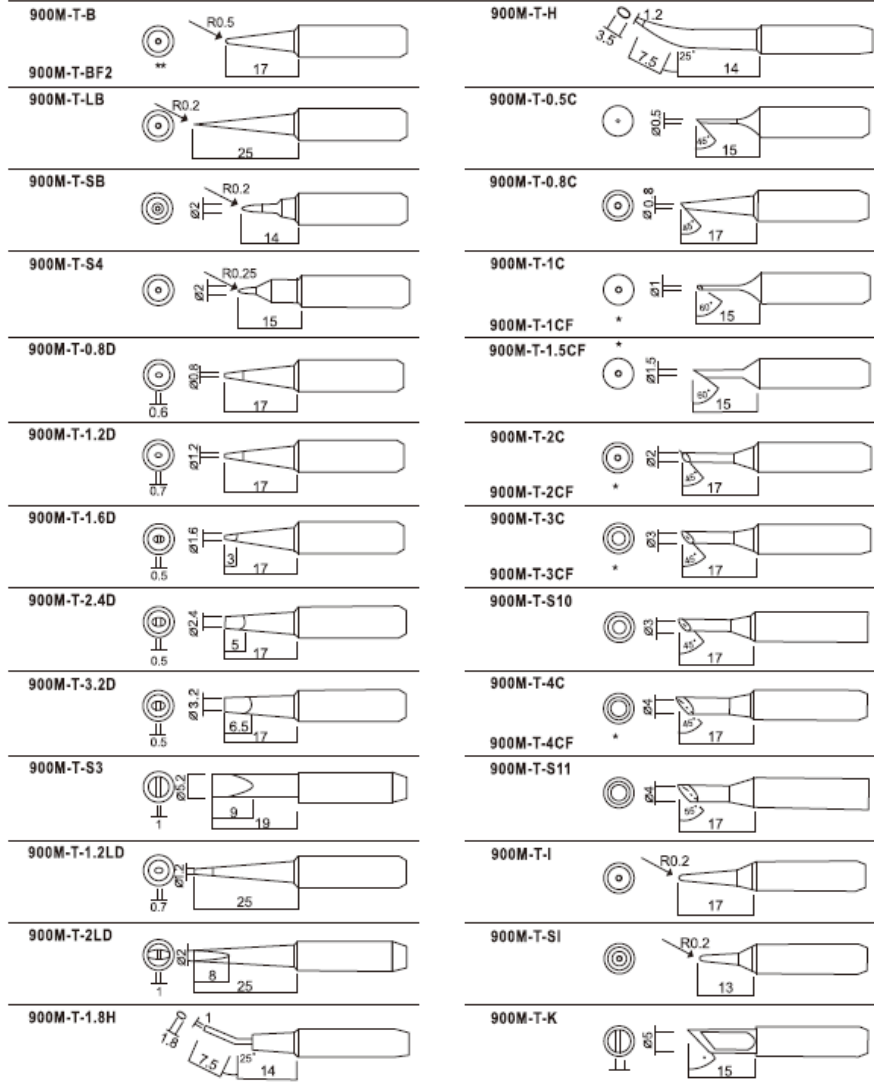 900M-T-B
R0.5
**
17
900M-T-BF2
900M-T-LB
R0.2
25
900M-T-SB
R0.2
ø2
14
900M-T-S4
R0.25
ø2
15
900M-T-0.8D
ø0.8
17
0.6
900M-T-1.2D
ø1.2
17
0.7
900M-T-1.6D
ø1.6
3
17
0.5
900M-T-2.4D
ø2.4
5
17
0.5
900M-T-3.2D
ø3.2
6.5
17
0.5
900M-T-S3
ø5.2
9
19
1
900M-T-1.2LD
ø1.2
25
0.7
900M-T-2LD
ø2
8
25
1
900M-T-1.8H
1
1.8
7.5
25°
14
900M-T-H
1.2
3.5
7.5
25°
14
900M-T-0.5C
ø0.5
45°
15
900M-T-0.8C
ø0.8
45°
17
900M-T-1C
ø1
60°
15
900M-T-1CF
*
*
900M-T-1.5CF
ø1.5
60°
15
900M-T-2C
ø2
45°
17
900M-T-2CF
*
900M-T-3C
ø3
45°
17
900M-T-3CF
*
900M-T-S10
ø3
45°
17
900M-T-4C
ø4
45°
17
900M-T-4CF
*
900M-T-S11
ø4
55°
17
900M-T-I
R0.2
17
900M-T-SI
R0.2
13
900M-T-K
ø5
15